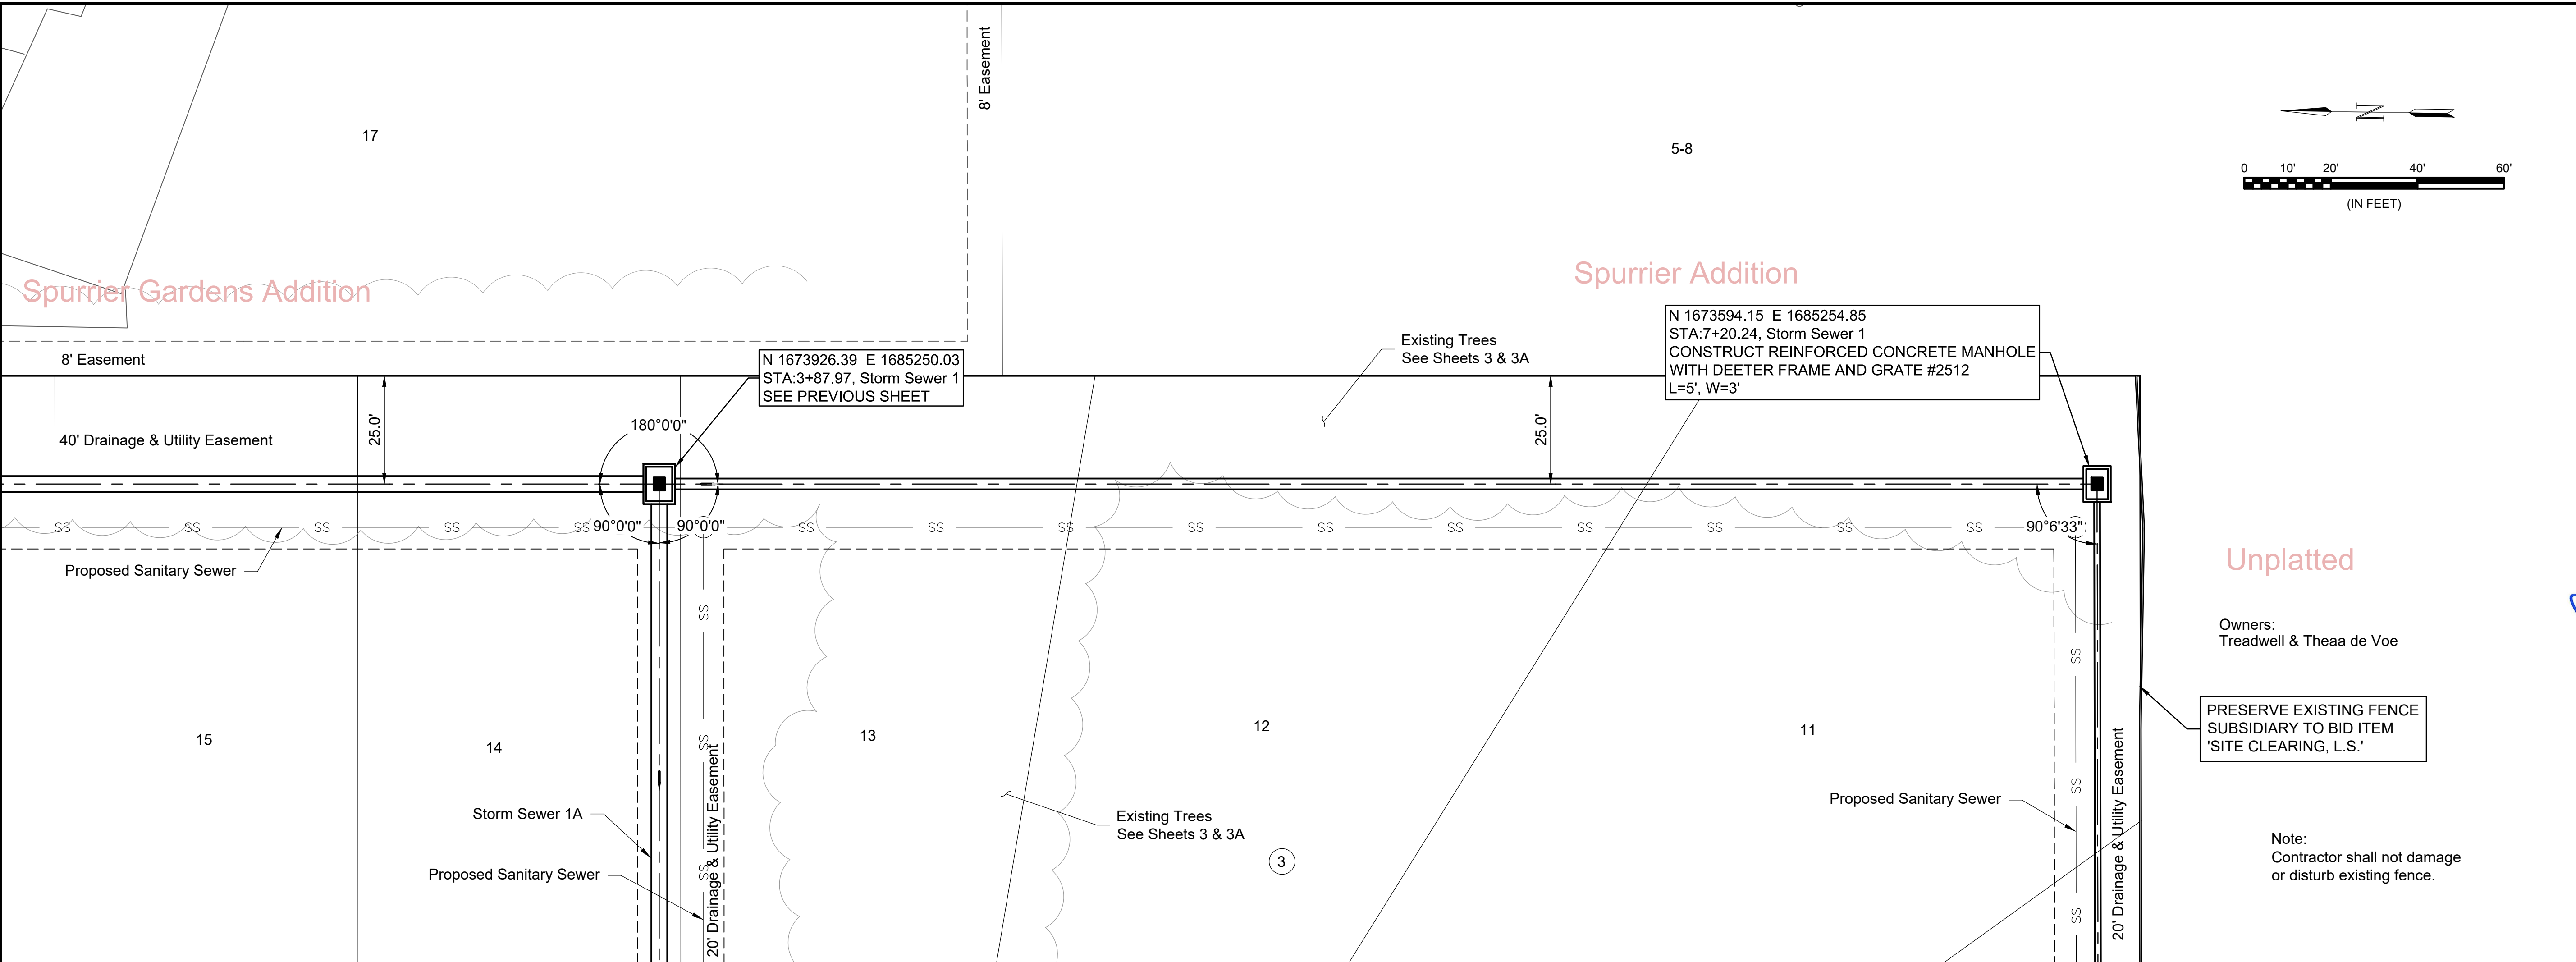 17
8' Easement
5-8
N
0 10' 20' 40' 60'
(IN FEET)
Spurrier Gardens Addition
Spurrier Addition
8' Easement
N 1673926.39 E 1685250.03
STA:3+87.97, Storm Sewer 1
SEE PREVIOUS SHEET
Existing Trees
See Sheets 3 & 3A
N 1673594.15 E 1685254.85
STA:7+20.24, Storm Sewer 1
CONSTRUCT REINFORCED CONCRETE MANHOLE
WITH DEETER FRAME AND GRATE #2512
L=5', W=3'
40' Drainage & Utility Easement
25.0'
180°0'0"
25.0'
SS SS SS SS SS 90°0'0" 90°0'0" SS SS SS SS SS SS SS SS SS SS 90°6'33"
Proposed Sanitary Sewer
Unplatted
Owners:
Treadwell & Theaa de Voe
SS
SS
SS
SS
20' Drainage & Utility Easement
PRESERVE EXISTING FENCE
SUBSIDIARY TO BID ITEM
'SITE CLEARING, L.S.'
15
14
13
12
11
Storm Sewer 1A
Proposed Sanitary Sewer
Existing Trees
See Sheets 3 & 3A
3
Proposed Sanitary Sewer
SS
SS
20' Drainage & Utility Easement
Note:
Contractor shall not damage
or disturb existing fence.